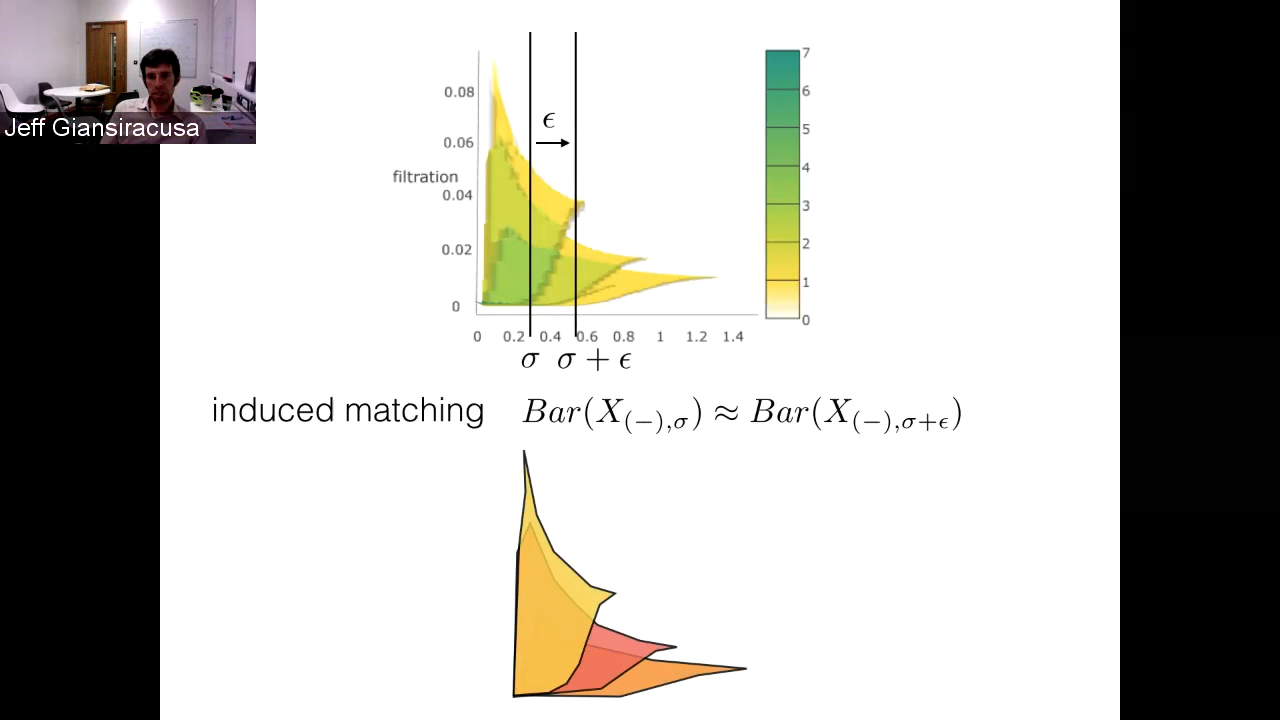 Jeff Giansiracusa
ϵ
0.08
0.06
filtration
0.04
0.02
0
0 0.2 0.4 0.6 0.8 1 1.2 1.4
7
6
5
4
3
2
1
0
σ σ + ϵ
induced matching Bar(X_{(−),σ}) ≈ Bar(X_{(−),σ+ϵ})